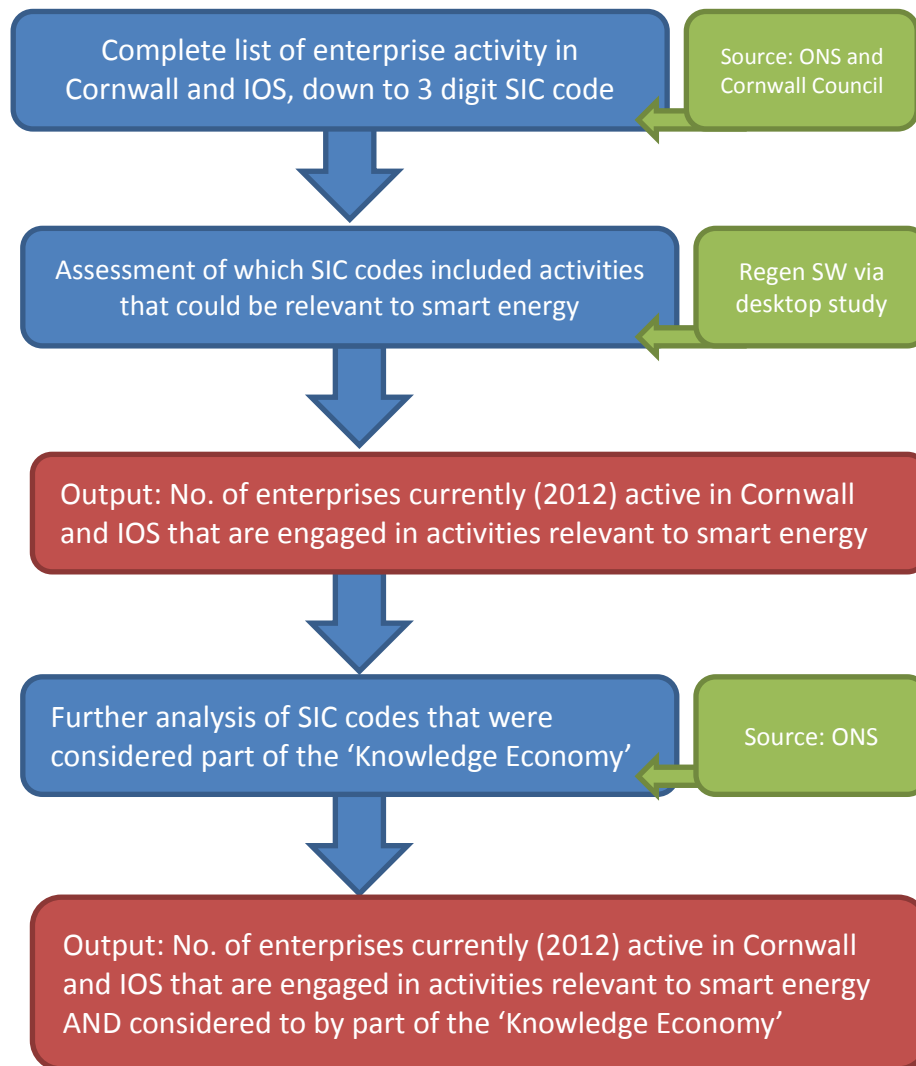 Complete list of enterprise activity in
Cornwall and IOS, down to 3 digit SIC code
Source: ONS and
Cornwall Council
Assessment of which SIC codes included activities
that could be relevant to smart energy
Regen SW via
desktop study
Output: No. of enterprises currently (2012) active in Cornwall
and IOS that are engaged in activities relevant to smart energy
Further analysis of SIC codes that were
considered part of the ‘Knowledge Economy’
Source: ONS
Output: No. of enterprises currently (2012) active in Cornwall
and IOS that are engaged in activities relevant to smart energy
AND considered to by part of the ‘Knowledge Economy’